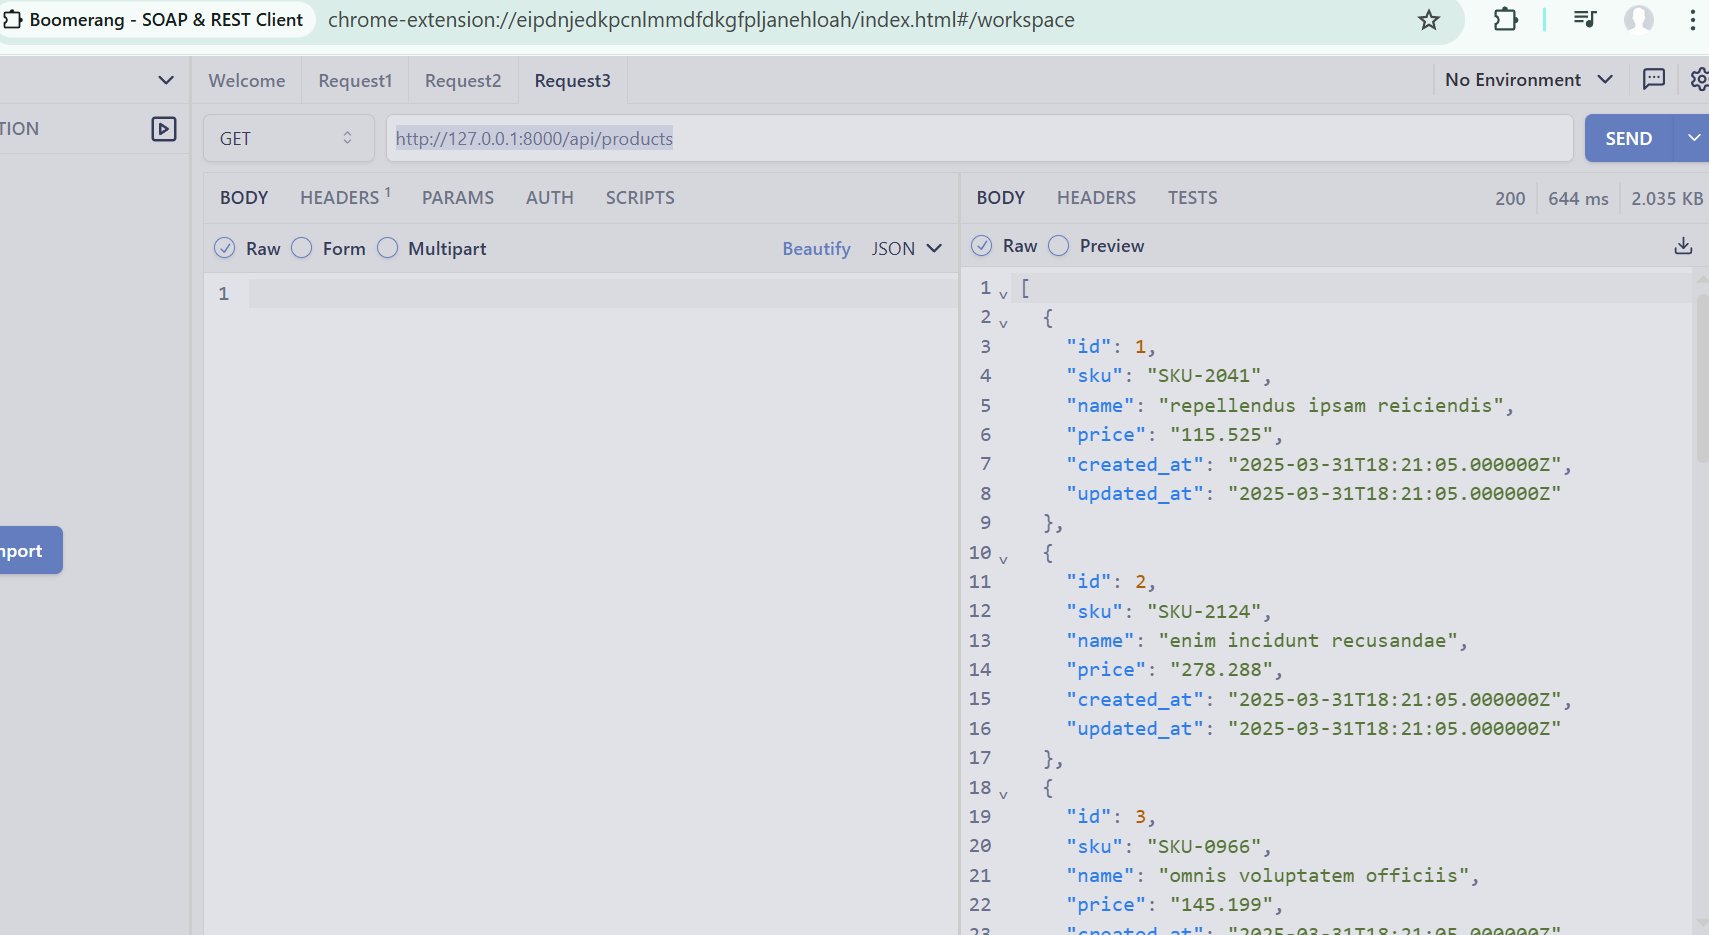 Boomerang - SOAP & REST Client chrome-extension://eipdnjedkpcnlmmdfdkgfpljanehloah/index.html#/workspace
Welcome Request1 Request2 Request3 No Environment
TION
GET http://127.0.0.1:8000/api/products SEND
BODY HEADERS 1 PARAMS AUTH SCRIPTS
Raw Form Multipart Beautify JSON
1
nport
BODY HEADERS TESTS 200 644 ms 2.035 KB
Raw Preview
1 [
2 {
3 "id": 1,
4 "sku": "SKU-2041",
5 "name": "repellendus ipsam reiciendis",
6 "price": "115.525",
7 "created_at": "2025-03-31T18:21:05.000000Z",
8 "updated_at": "2025-03-31T18:21:05.000000Z"
9 },
10 {
11 "id": 2,
12 "sku": "SKU-2124",
13 "name": "enim incidunt recusandae",
14 "price": "278.288",
15 "created_at": "2025-03-31T18:21:05.000000Z",
16 "updated_at": "2025-03-31T18:21:05.000000Z"
17 },
18 {
19 "id": 3,
20 "sku": "SKU-0966",
21 "name": "omnis voluptatem officiis",
22 "price": "145.199",
23 "created_at": "2025-03-31T18:21:05.000000Z",